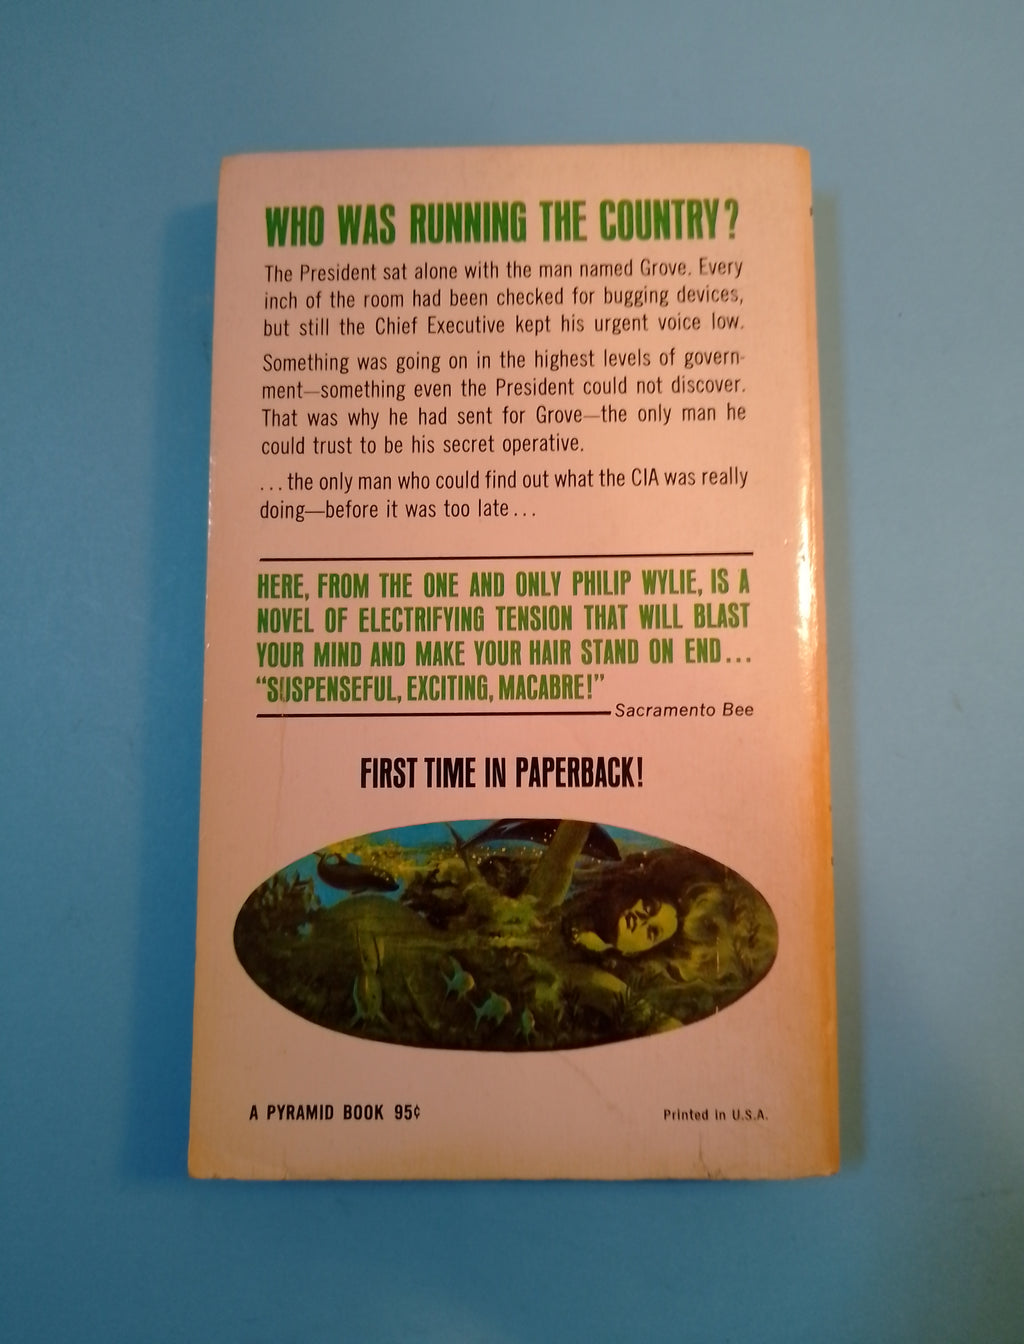 WHO WAS RUNNING THE COUNTRY?
The President sat alone with the man named Grove. Every
inch of the room had been checked for bugging devices,
but still the Chief Executive kept his urgent voice low.
Something was going on in the highest levels of govern-
ment—something even the President could not discover.
That was why he had sent for Grove—the only man he
could trust to be his secret operative.
...the only man who could find out what the CIA was really
doing—before it was too late...
HERE, FROM THE ONE AND ONLY PHILIP WYLIE, IS A
NOVEL OF ELECTRIFYING TENSION THAT WILL BLAST
YOUR MIND AND MAKE YOUR HAIR STAND ON END...
"SUSPENSEFUL, EXCITING, MACABRE!"
Sacramento Bee
FIRST TIME IN PAPERBACK!
A PYRAMID BOOK 95¢
Printed in U.S.A.